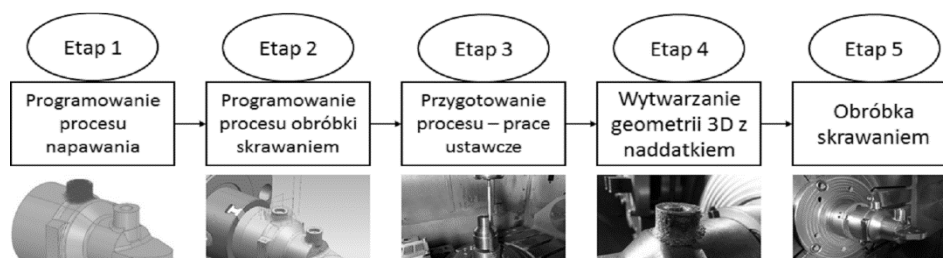 Etap 1
Programowanie
procesu
napawania
Etap 2
Programowanie
procesu obróbki
skrawaniem
Etap 3
Przygotowanie
procesu – prace
ustawcze
Etap 4
Wytwarzanie
geometrii 3D z
naddatkiem
Etap 5
Obróbka
skrawaniem